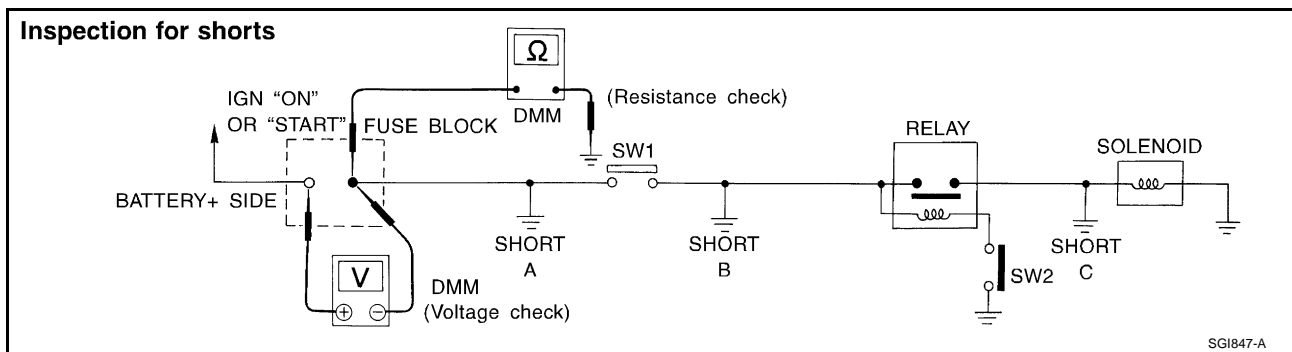 Inspection for shorts
IGN "ON"
OR "START"
FUSE BLOCK
BATTERY+ SIDE
Ω
DMM
(Resistance check)
V
+ −
DMM
(Voltage check)
SHORT
A
SW1
SHORT
B
RELAY
SW2
SHORT
C
SOLENOID
SGI847-A